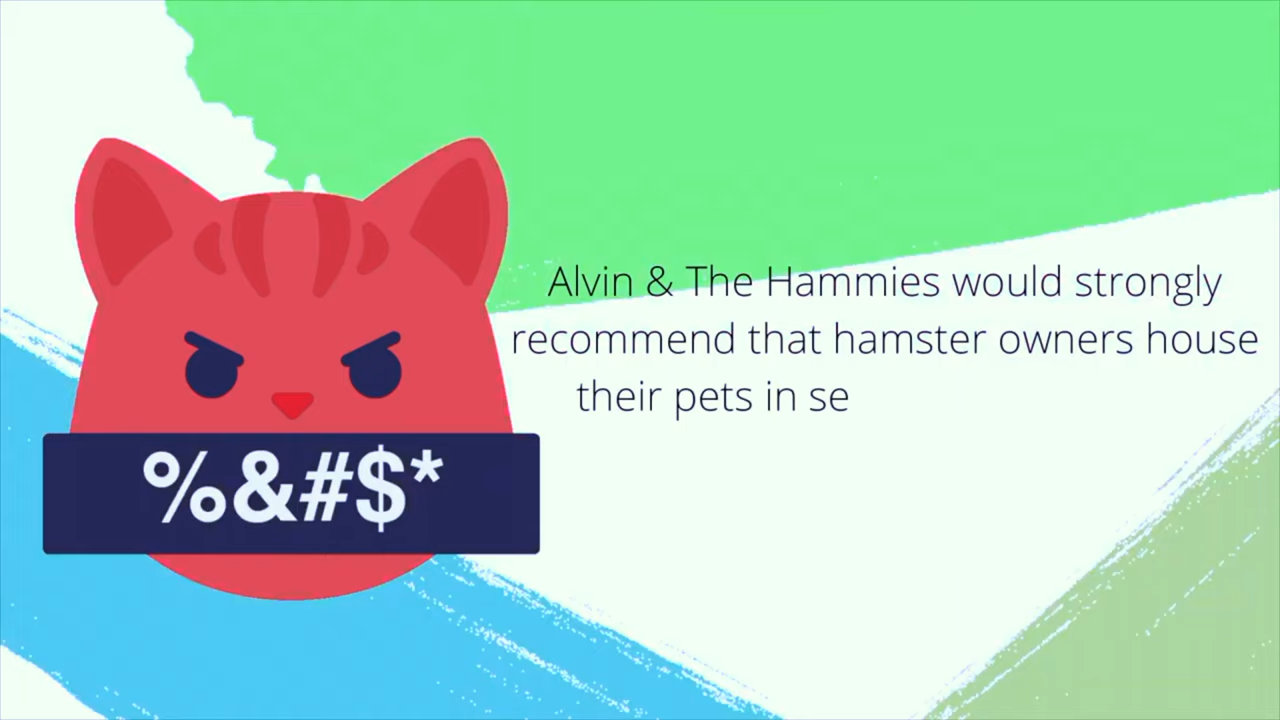 Alvin & The Hammies would strongly
recommend that hamster owners house
their pets in se
%&#$*